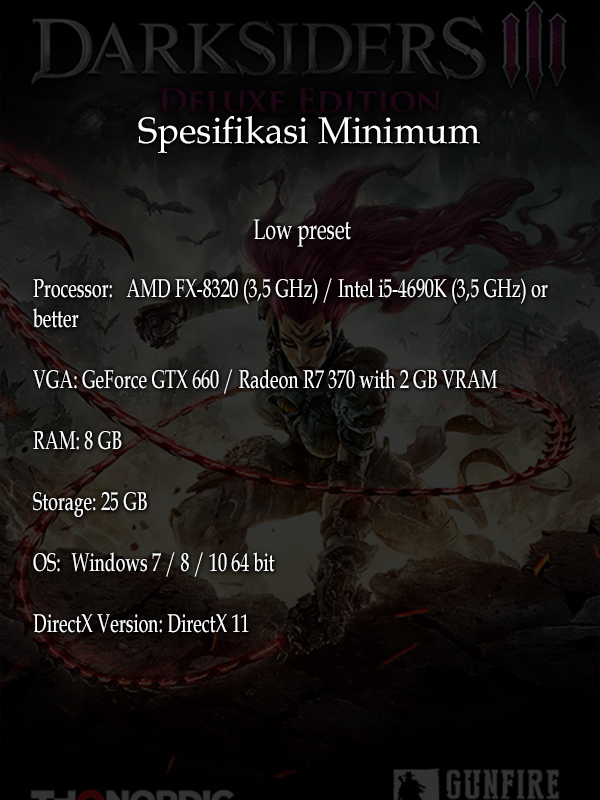 DARKSIDERS III
DELUXE EDITION
Spesifikasi Minimum
Low preset
Processor: AMD FX-8320 (3,5 GHz) / Intel i5-4690K (3,5 GHz) or
better
VGA: GeForce GTX 660 / Radeon R7 370 with 2 GB VRAM
RAM: 8 GB
Storage: 25 GB
OS: Windows 7 / 8 / 10 64 bit
DirectX Version: DirectX 11
THQ NORDIC
GUNFIRE